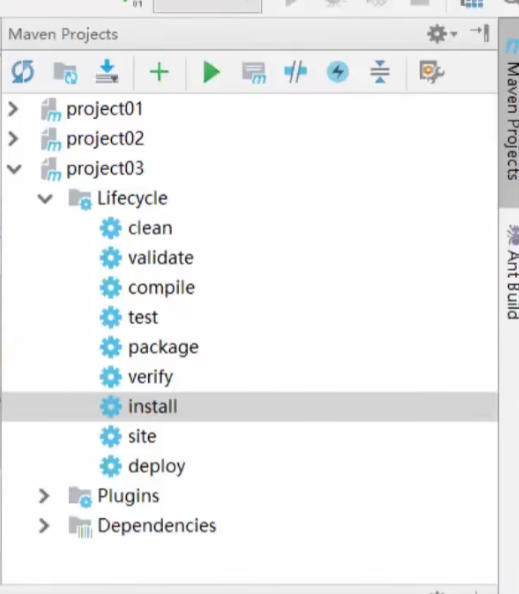 Maven Projects
project01
project02
project03
Lifecycle
clean
validate
compile
test
package
verify
install
site
deploy
Plugins
Dependencies
Maven Projects
Ant Build